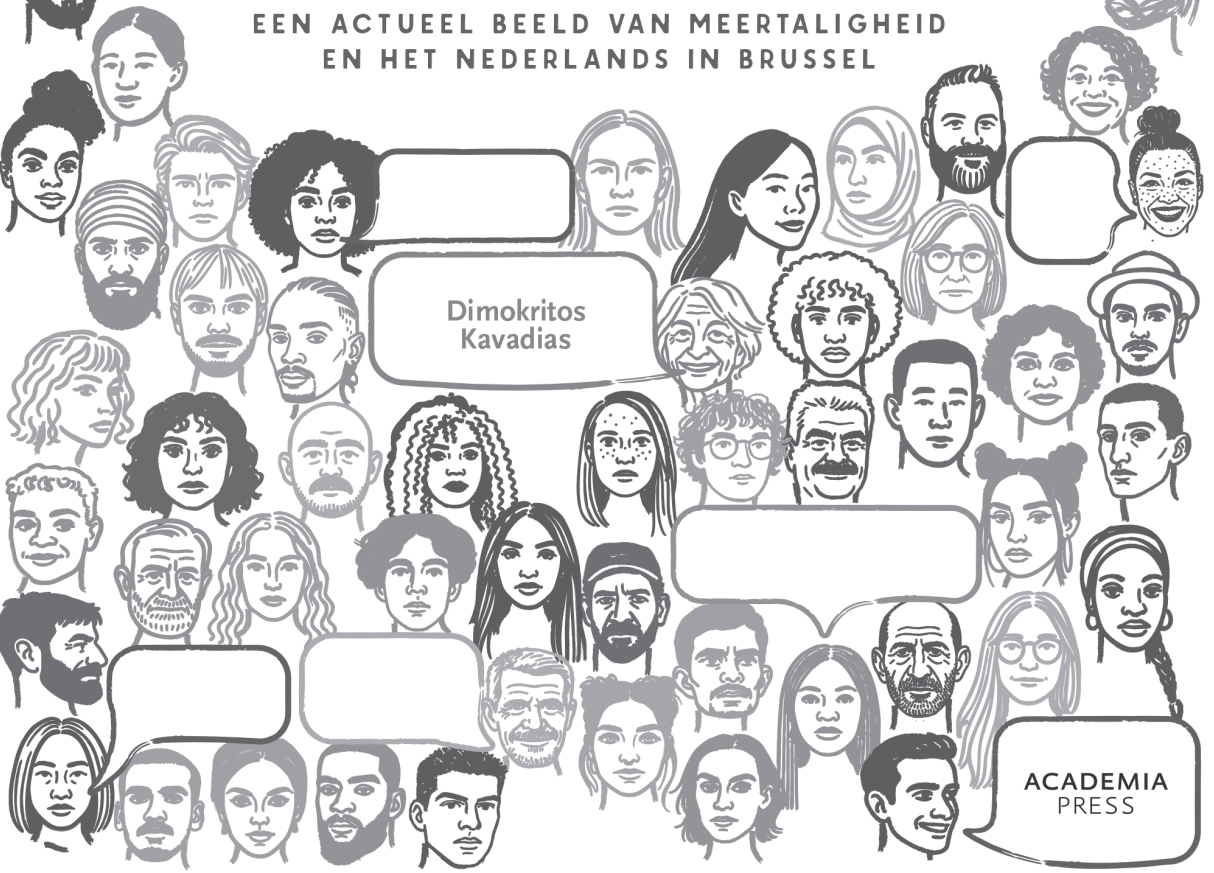 EEN ACTUEEL BEELD VAN MEERTALIGHEID
EN HET NEDERLANDS IN BRUSSEL
Dimokritos
Kavadias
ACADEMIA
PRESS